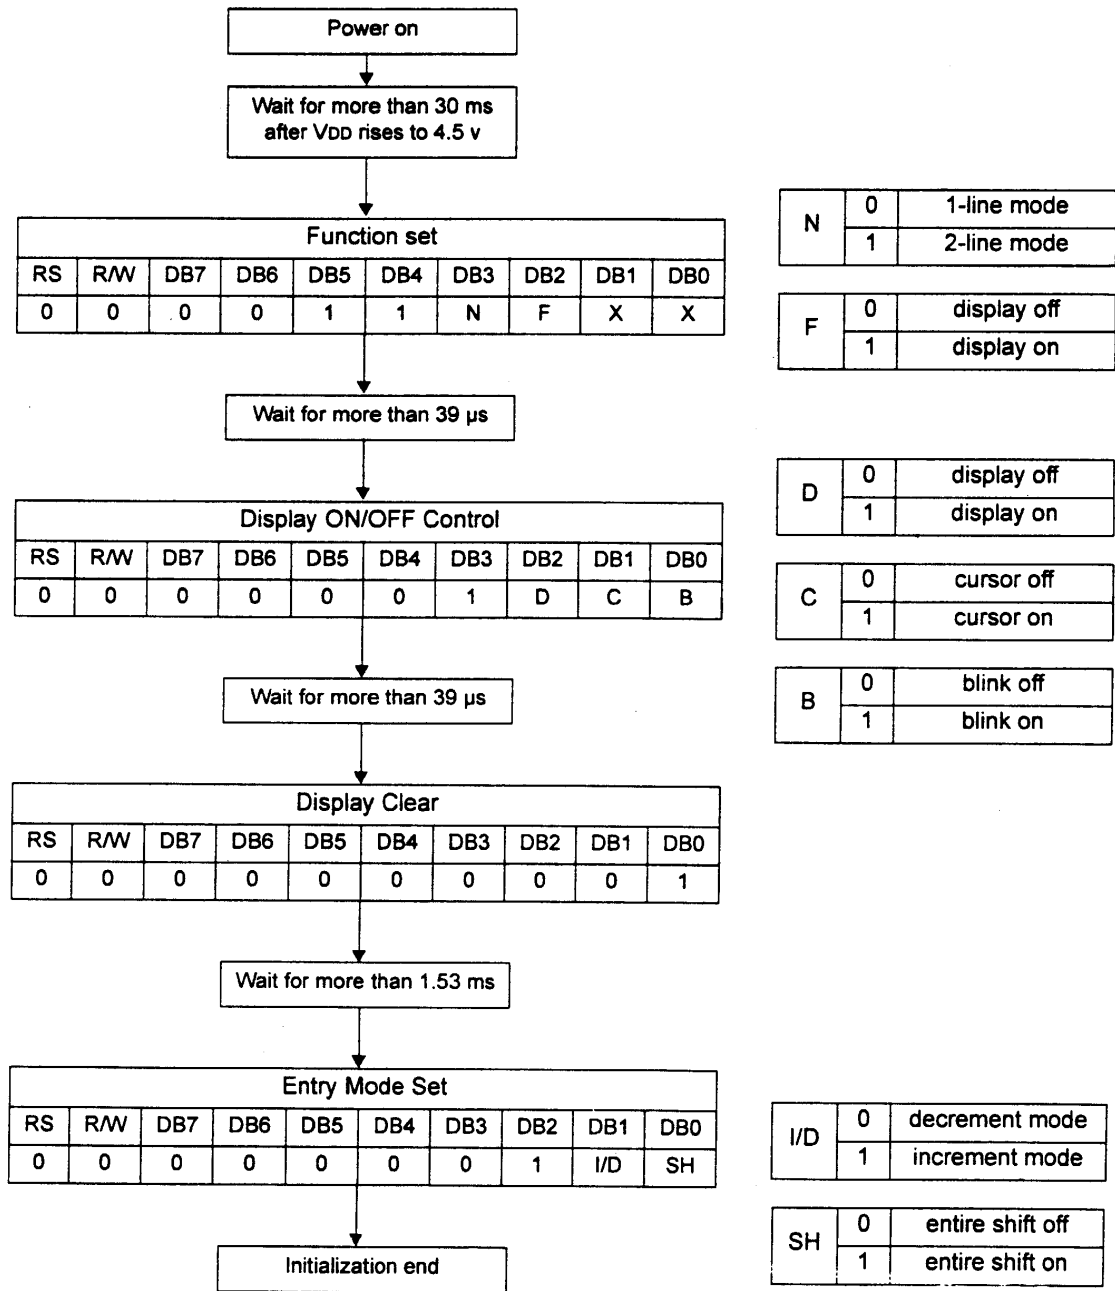 Power on
Wait for more than 30 ms
after VDD rises to 4.5 v
Function set
RS R/W DB7 DB6 DB5 DB4 DB3 DB2 DB1 DB0
0 0 0 0 1 1 N F X X
N 0 1-line mode
1 2-line mode
F 0 display off
1 display on
Wait for more than 39 µs
Display ON/OFF Control
RS R/W DB7 DB6 DB5 DB4 DB3 DB2 DB1 DB0
0 0 0 0 0 0 1 D C B
D 0 display off
1 display on
C 0 cursor off
1 cursor on
B 0 blink off
1 blink on
Wait for more than 39 µs
Display Clear
RS R/W DB7 DB6 DB5 DB4 DB3 DB2 DB1 DB0
0 0 0 0 0 0 0 0 0 1
Wait for more than 1.53 ms
Entry Mode Set
RS R/W DB7 DB6 DB5 DB4 DB3 DB2 DB1 DB0
0 0 0 0 0 0 0 1 I/D SH
I/D 0 decrement mode
1 increment mode
SH 0 entire shift off
1 entire shift on
Initialization end